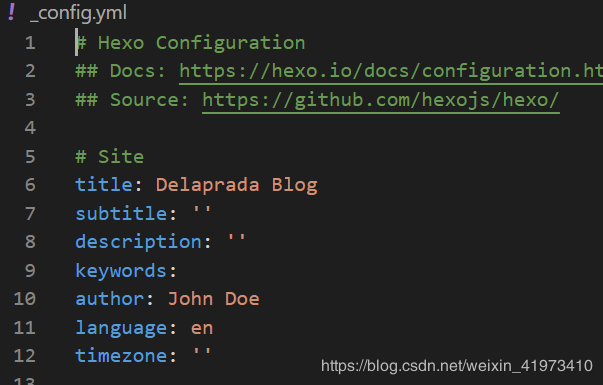 ! _config.yml
1 # Hexo Configuration
2 ## Docs: https://hexo.io/docs/configuration.ht
3 ## Source: https://github.com/hexojs/hexo/
4
5 # Site
6 title: Delaprada Blog
7 subtitle: ''
8 description: ''
9 keywords:
10 author: John Doe
11 language: en
12 timezone: ''
13
https://blog.csdn.net/weixin_41973410